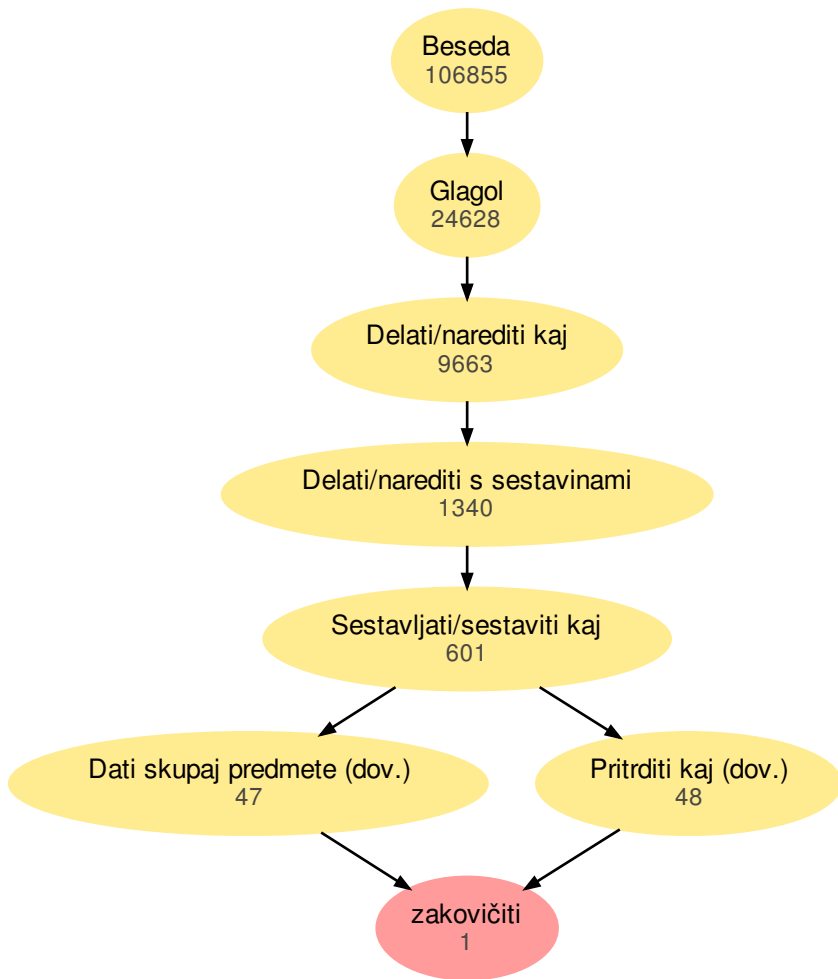 Beseda
106855
Glagol
24628
Delati/narediti kaj
9663
Delati/narediti s sestavinami
1340
Sestavljati/sestaviti kaj
601
Dati skupaj predmete (dov.)
47
Pritrditi kaj (dov.)
48
zakovičiti
1